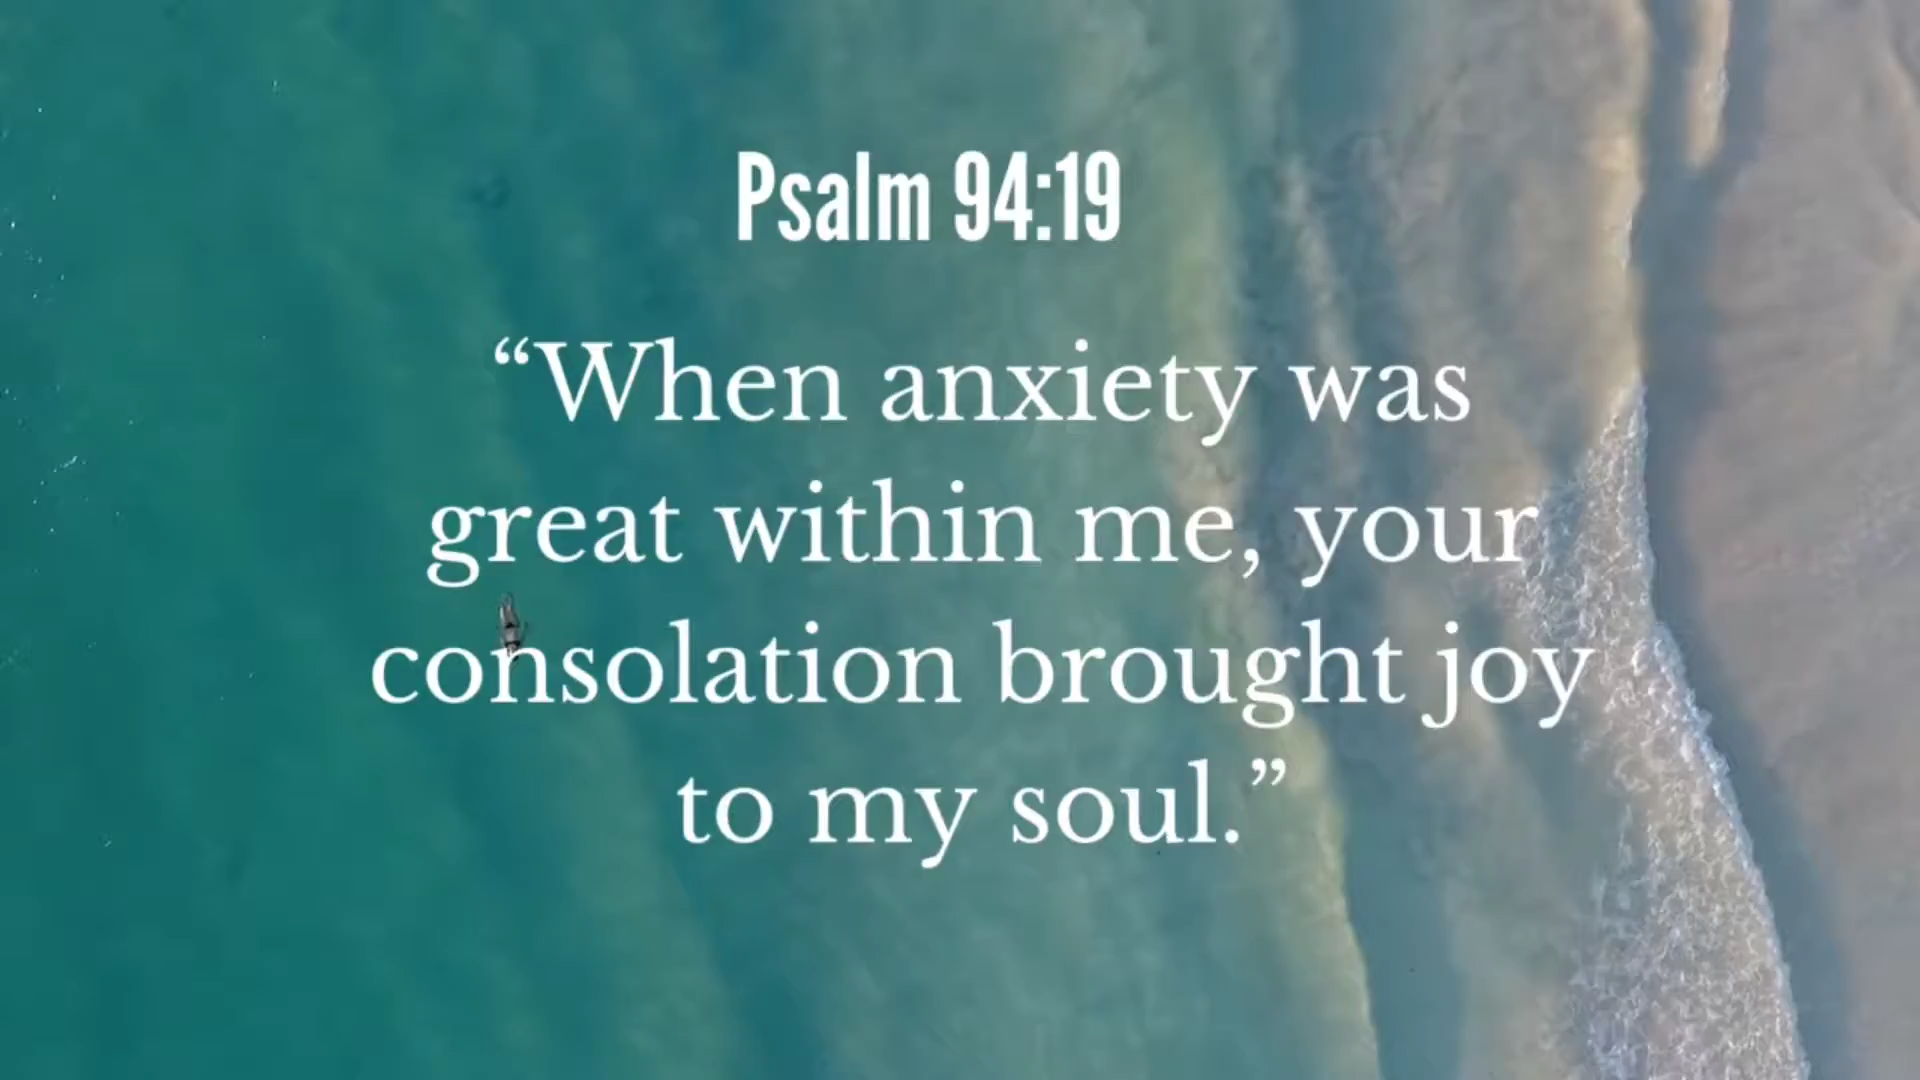 Psalm 94:19
“When anxiety was
great within me, your
consolation brought joy
to my soul.”